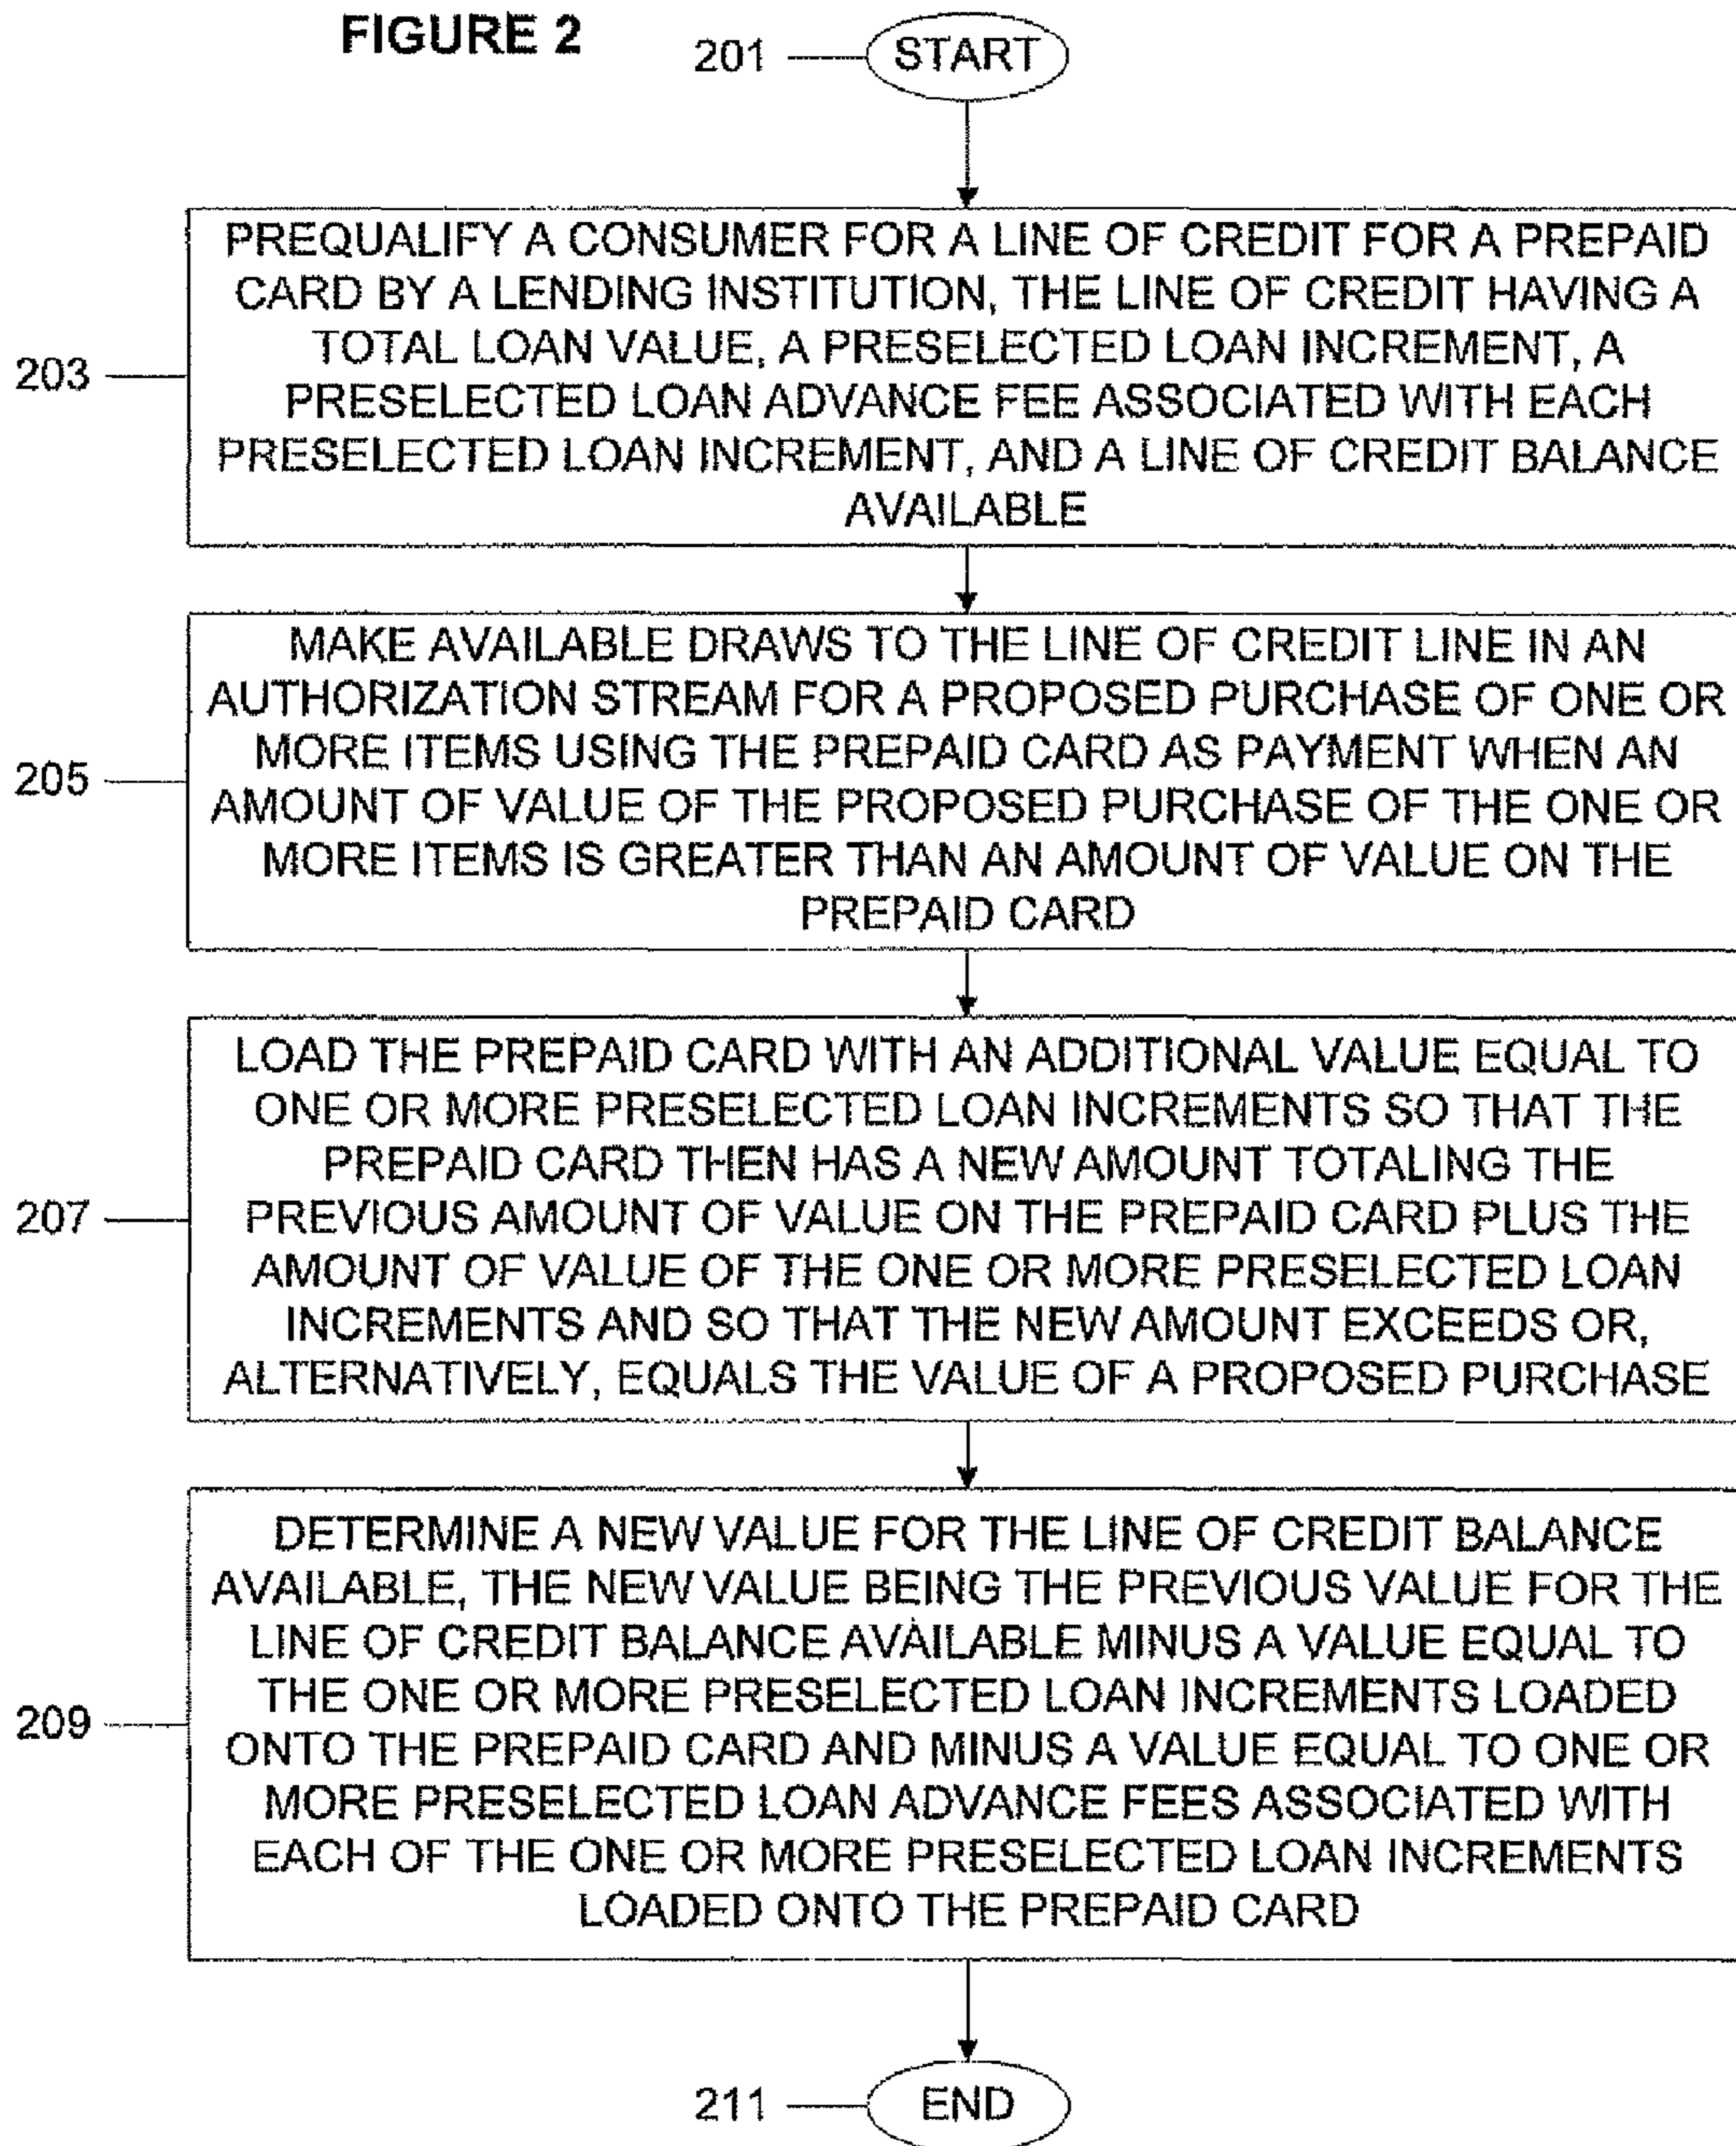 FIGURE 2
201
START
203
PREQUALIFY A CONSUMER FOR A LINE OF CREDIT FOR A PREPAID
CARD BY A LENDING INSTITUTION, THE LINE OF CREDIT HAVING A
TOTAL LOAN VALUE, A PRESELECTED LOAN INCREMENT, A
PRESELECTED LOAN ADVANCE FEE ASSOCIATED WITH EACH
PRESELECTED LOAN INCREMENT, AND A LINE OF CREDIT BALANCE
AVAILABLE
205
MAKE AVAILABLE DRAWS TO THE LINE OF CREDIT LINE IN AN
AUTHORIZATION STREAM FOR A PROPOSED PURCHASE OF ONE OR
MORE ITEMS USING THE PREPAID CARD AS PAYMENT WHEN AN
AMOUNT OF VALUE OF THE PROPOSED PURCHASE OF THE ONE OR
MORE ITEMS IS GREATER THAN AN AMOUNT OF VALUE ON THE
PREPAID CARD
207
LOAD THE PREPAID CARD WITH AN ADDITIONAL VALUE EQUAL TO
ONE OR MORE PRESELECTED LOAN INCREMENTS SO THAT THE
PREPAID CARD THEN HAS A NEW AMOUNT TOTALING THE
PREVIOUS AMOUNT OF VALUE ON THE PREPAID CARD PLUS THE
AMOUNT OF VALUE OF THE ONE OR MORE PRESELECTED LOAN
INCREMENTS AND SO THAT THE NEW AMOUNT EXCEEDS OR,
ALTERNATIVELY, EQUALS THE VALUE OF A PROPOSED PURCHASE
209
DETERMINE A NEW VALUE FOR THE LINE OF CREDIT BALANCE
AVAILABLE, THE NEW VALUE BEING THE PREVIOUS VALUE FOR THE
LINE OF CREDIT BALANCE AVAILABLE MINUS A VALUE EQUAL TO
THE ONE OR MORE PRESELECTED LOAN INCREMENTS LOADED
ONTO THE PREPAID CARD AND MINUS A VALUE EQUAL TO ONE OR
MORE PRESELECTED LOAN ADVANCE FEES ASSOCIATED WITH
EACH OF THE ONE OR MORE PRESELECTED LOAN INCREMENTS
LOADED ONTO THE PREPAID CARD
211
END